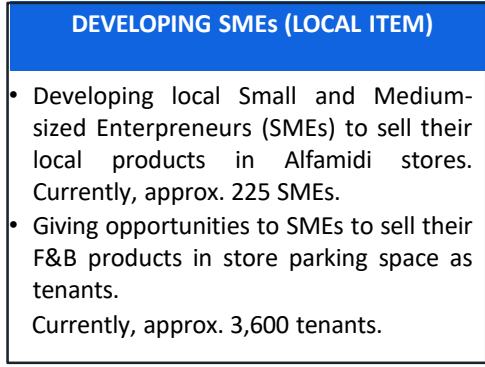 DEVELOPING SMEs (LOCAL ITEM)
• Developing local Small and Medium-
sized Enterpreneurs (SMEs) to sell their
local products in Alfamidi stores.
Currently, approx. 225 SMEs.
• Giving opportunities to SMEs to sell their
F&B products in store parking space as
tenants.
Currently, approx. 3,600 tenants.